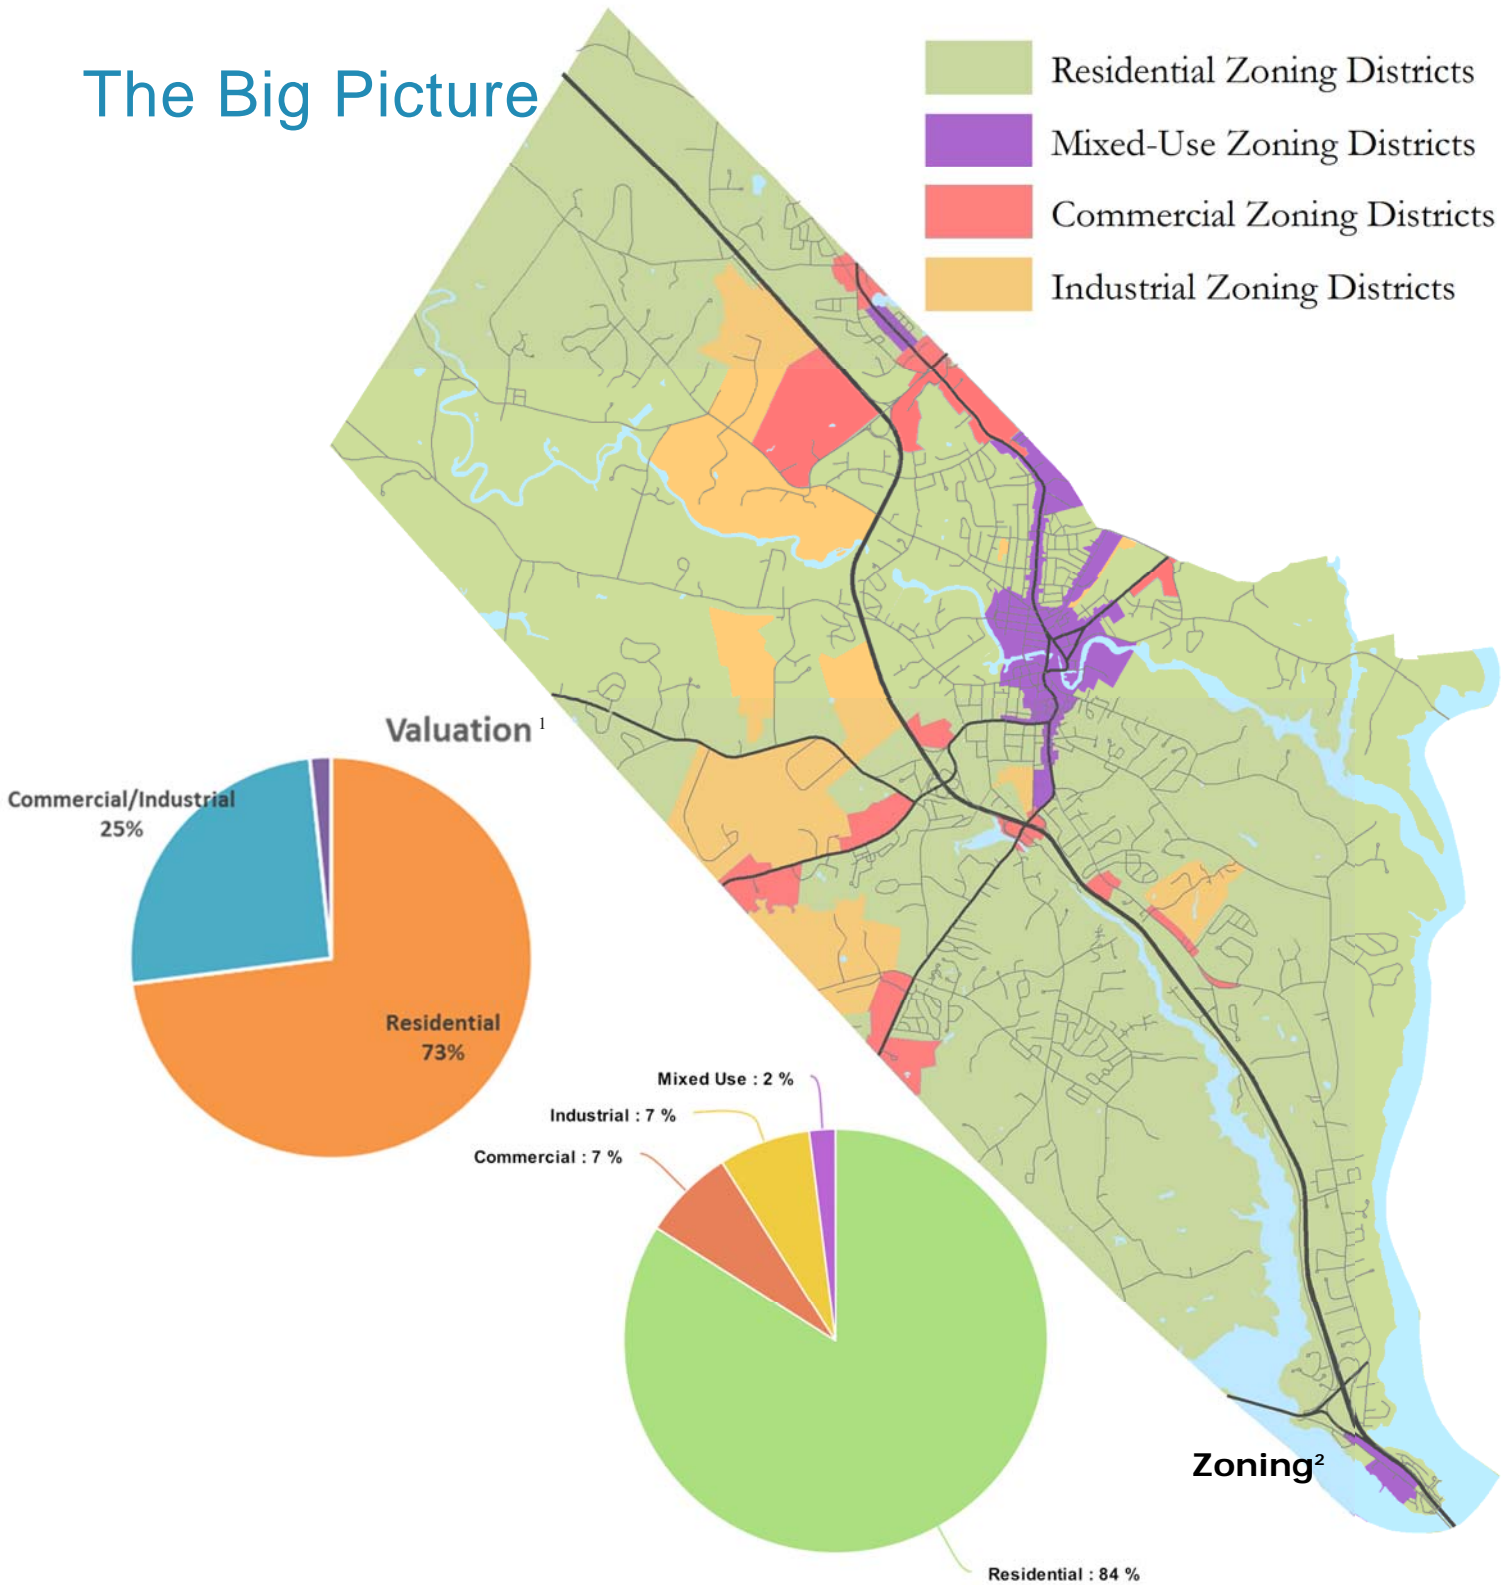 The Big Picture
Residential Zoning Districts
Mixed-Use Zoning Districts
Commercial Zoning Districts
Industrial Zoning Districts
Valuation 1
Commercial/Industrial
25%
Residential
73%
Mixed Use : 2 %
Industrial : 7 %
Commercial : 7 %
Zoning²
Residential : 84 %